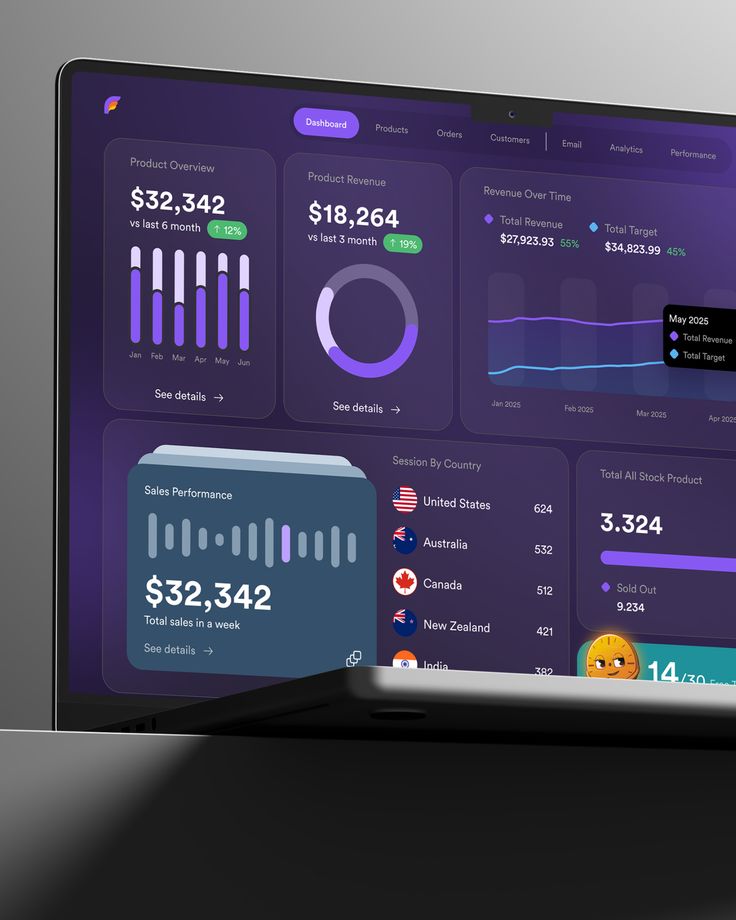 Dashboard
Products
Orders
Customers
Email
Analytics
Performance
Product Overview
$32,342
vs last 6 month ↑ 12%
Jan Feb Mar Apr May Jun
See details →
Product Revenue
$18,264
vs last 3 month ↑ 19%
See details →
Revenue Over Time
Total Revenue
$27,923.93 55%
Total Target
$34,823.99 45%
May 2025
Total Revenue
Total Target
Jan 2025 Feb 2025 Mar 2025 Apr 2025
Sales Performance
$32,342
Total sales in a week
See details →
Session By Country
United States 624
Australia 532
Canada 512
New Zealand 421
India 382
Total All Stock Product
3.324
Sold Out
9.234
14/30 Free